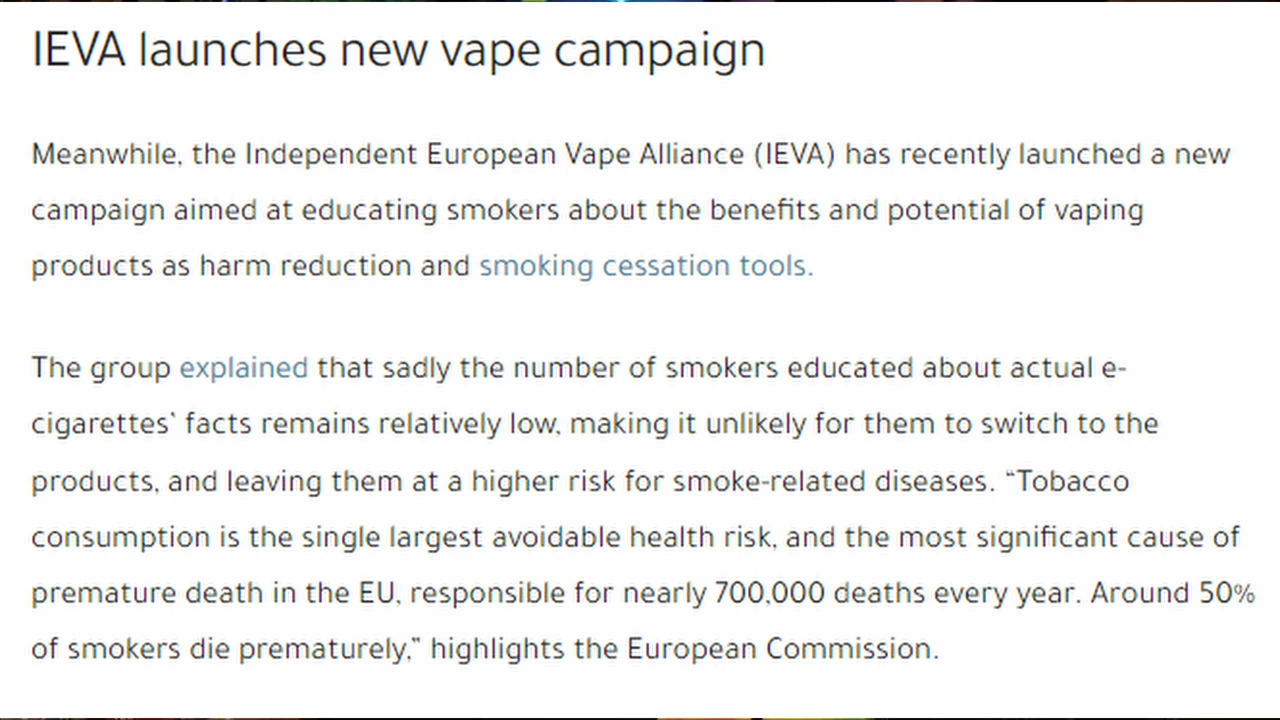 IEVA launches new vape campaign
Meanwhile, the Independent European Vape Alliance (IEVA) has recently launched a new
campaign aimed at educating smokers about the benefits and potential of vaping
products as harm reduction and smoking cessation tools.
The group explained that sadly the number of smokers educated about actual e-
cigarettes‘ facts remains relatively low, making it unlikely for them to switch to the
products, and leaving them at a higher risk for smoke-related diseases. “Tobacco
consumption is the single largest avoidable health risk, and the most significant cause of
premature death in the EU, responsible for nearly 700,000 deaths every year. Around 50%
of smokers die prematurely,” highlights the European Commission.